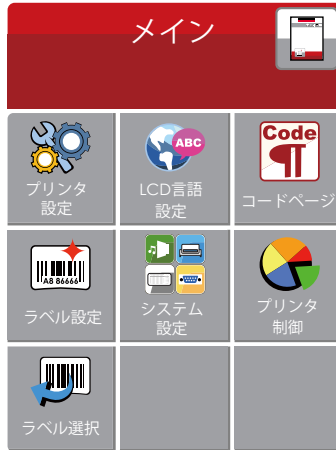 メイン
プリンタ
設定
ABC
LCD言語
設定
Code
コードページ
A8 86666
ラベル設定
システム
設定
プリンタ
制御
ラベル選択